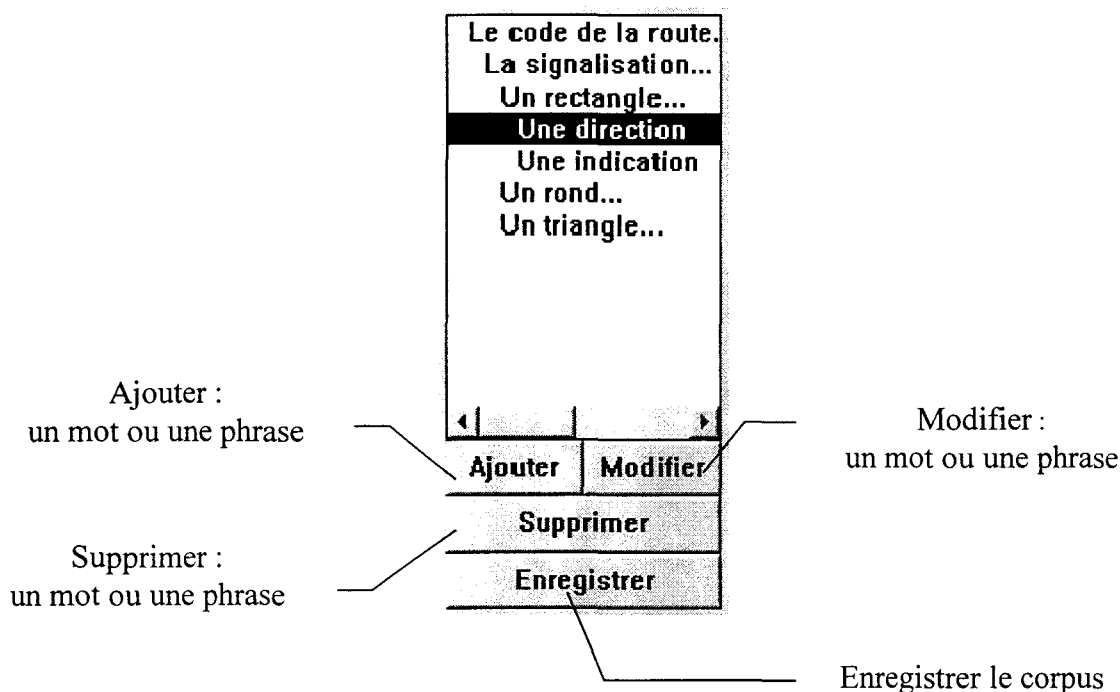 Le code de la route.
La signalisation...
Un rectangle...
Une direction
Une indication
Un rond...
Un triangle...
Ajouter :
un mot ou une phrase
Modifier :
un mot ou une phrase
Ajouter
Modifier
Supprimer
Supprimer :
un mot ou une phrase
Enregistrer
Enregistrer le corpus